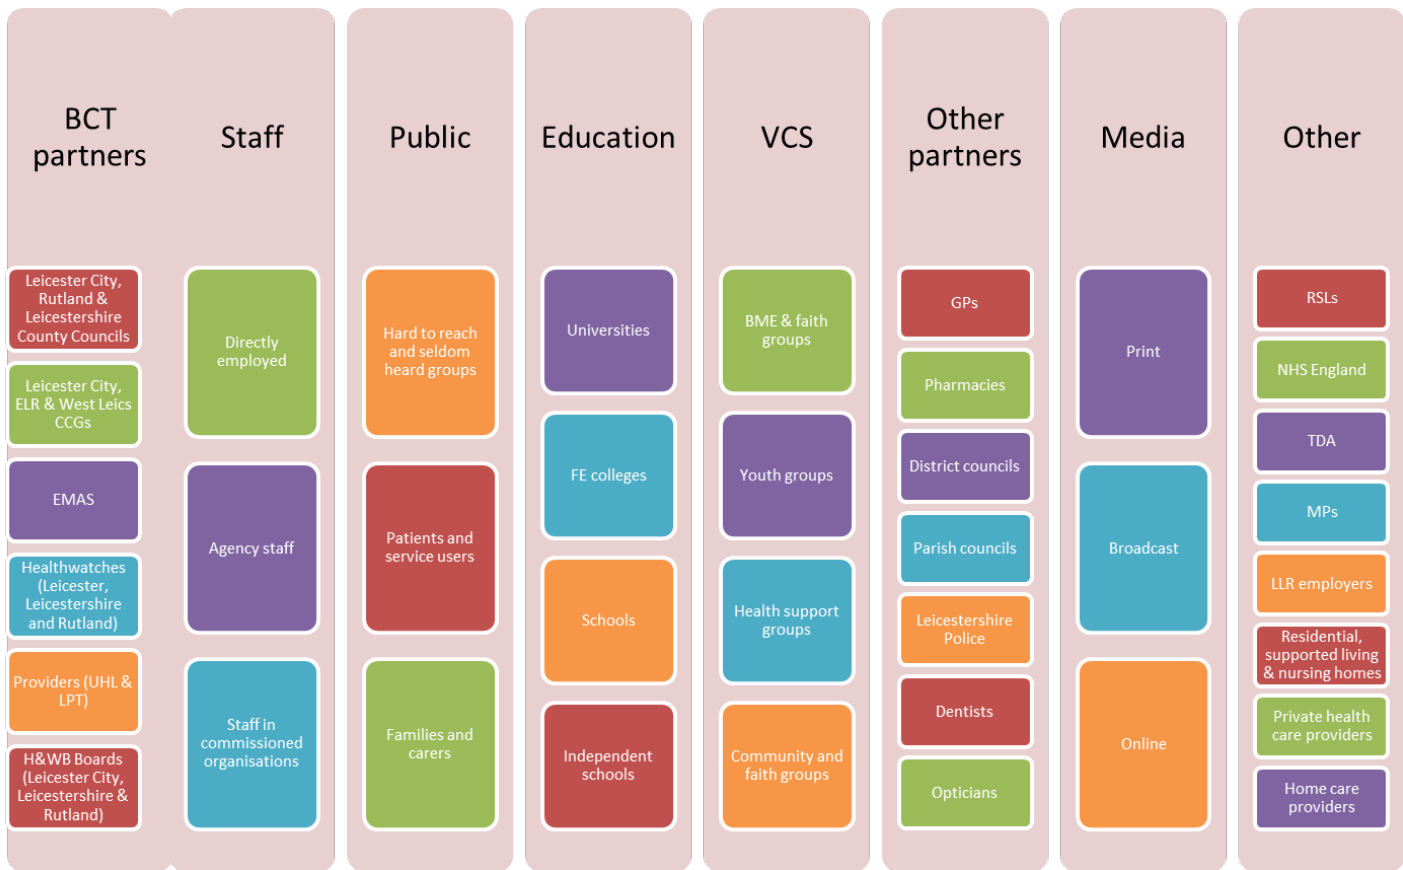 BCT
partners
Staff
Public
Education
VCS
Other
partners
Media
Other
Leicester City,
Rutland &
Leicestershire
County Councils
Leicester City,
ELR & West Leics
CCGs
EMAS
Healthwatches
(Leicester,
Leicestershire
and Rutland)
Providers (UHL &
LPT)
H&WB Boards
(Leicester City,
Leicestershire &
Rutland)
Directly
employed
Agency staff
Staff in
commissioned
organisations
Hard to reach
and seldom
heard groups
Patients and
service users
Families and
carers
Universities
FE colleges
Schools
Independent
schools
BME & faith
groups
Youth groups
Health support
groups
Community and
faith groups
GPs
Pharmacies
District councils
Parish councils
Leicestershire
Police
Dentists
Opticians
Print
Broadcast
Online
RSLs
NHS England
TDA
MPs
LLR employers
Residential,
supported living
& nursing homes
Private health
care providers
Home care
providers